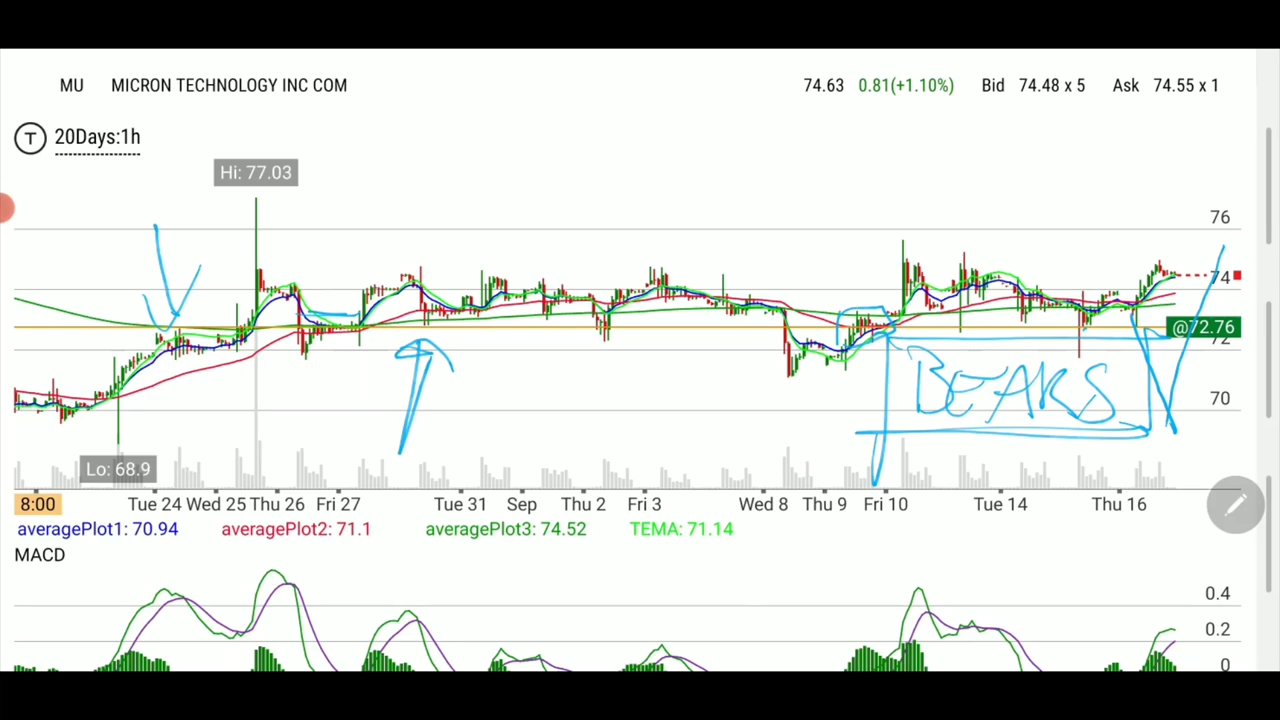 MU MICRON TECHNOLOGY INC COM 74.63 0.81(+1.10%) Bid 74.48 x 5 Ask 74.55 x 1
T 20Days:1h
Hi: 77.03
76
74
@72.76
72
BEARS
70
Lo: 68.9
8:00 Tue 24 Wed 25 Thu 26 Fri 27 Tue 31 Sep Thu 2 Fri 3 Wed 8 Thu 9 Fri 10 Tue 14 Thu 16
averagePlot1: 70.94 averagePlot2: 71.1 averagePlot3: 74.52 TEMA: 71.14
MACD
0.4
0.2
0